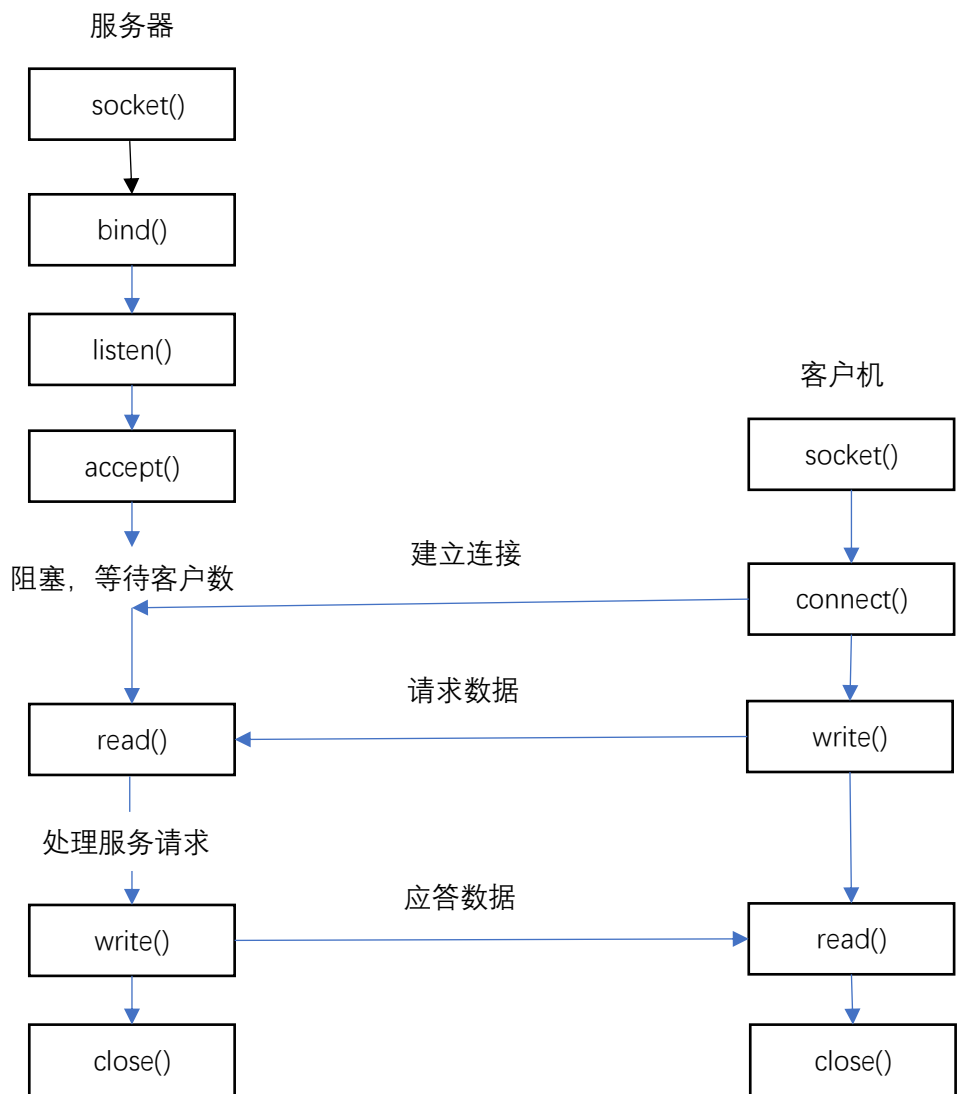 服务器
socket()
bind()
listen()
客户机
accept()
socket()
建立连接
阻塞，等待客户数
connect()
请求数据
read()
write()
处理服务请求
应答数据
write()
read()
close()
close()